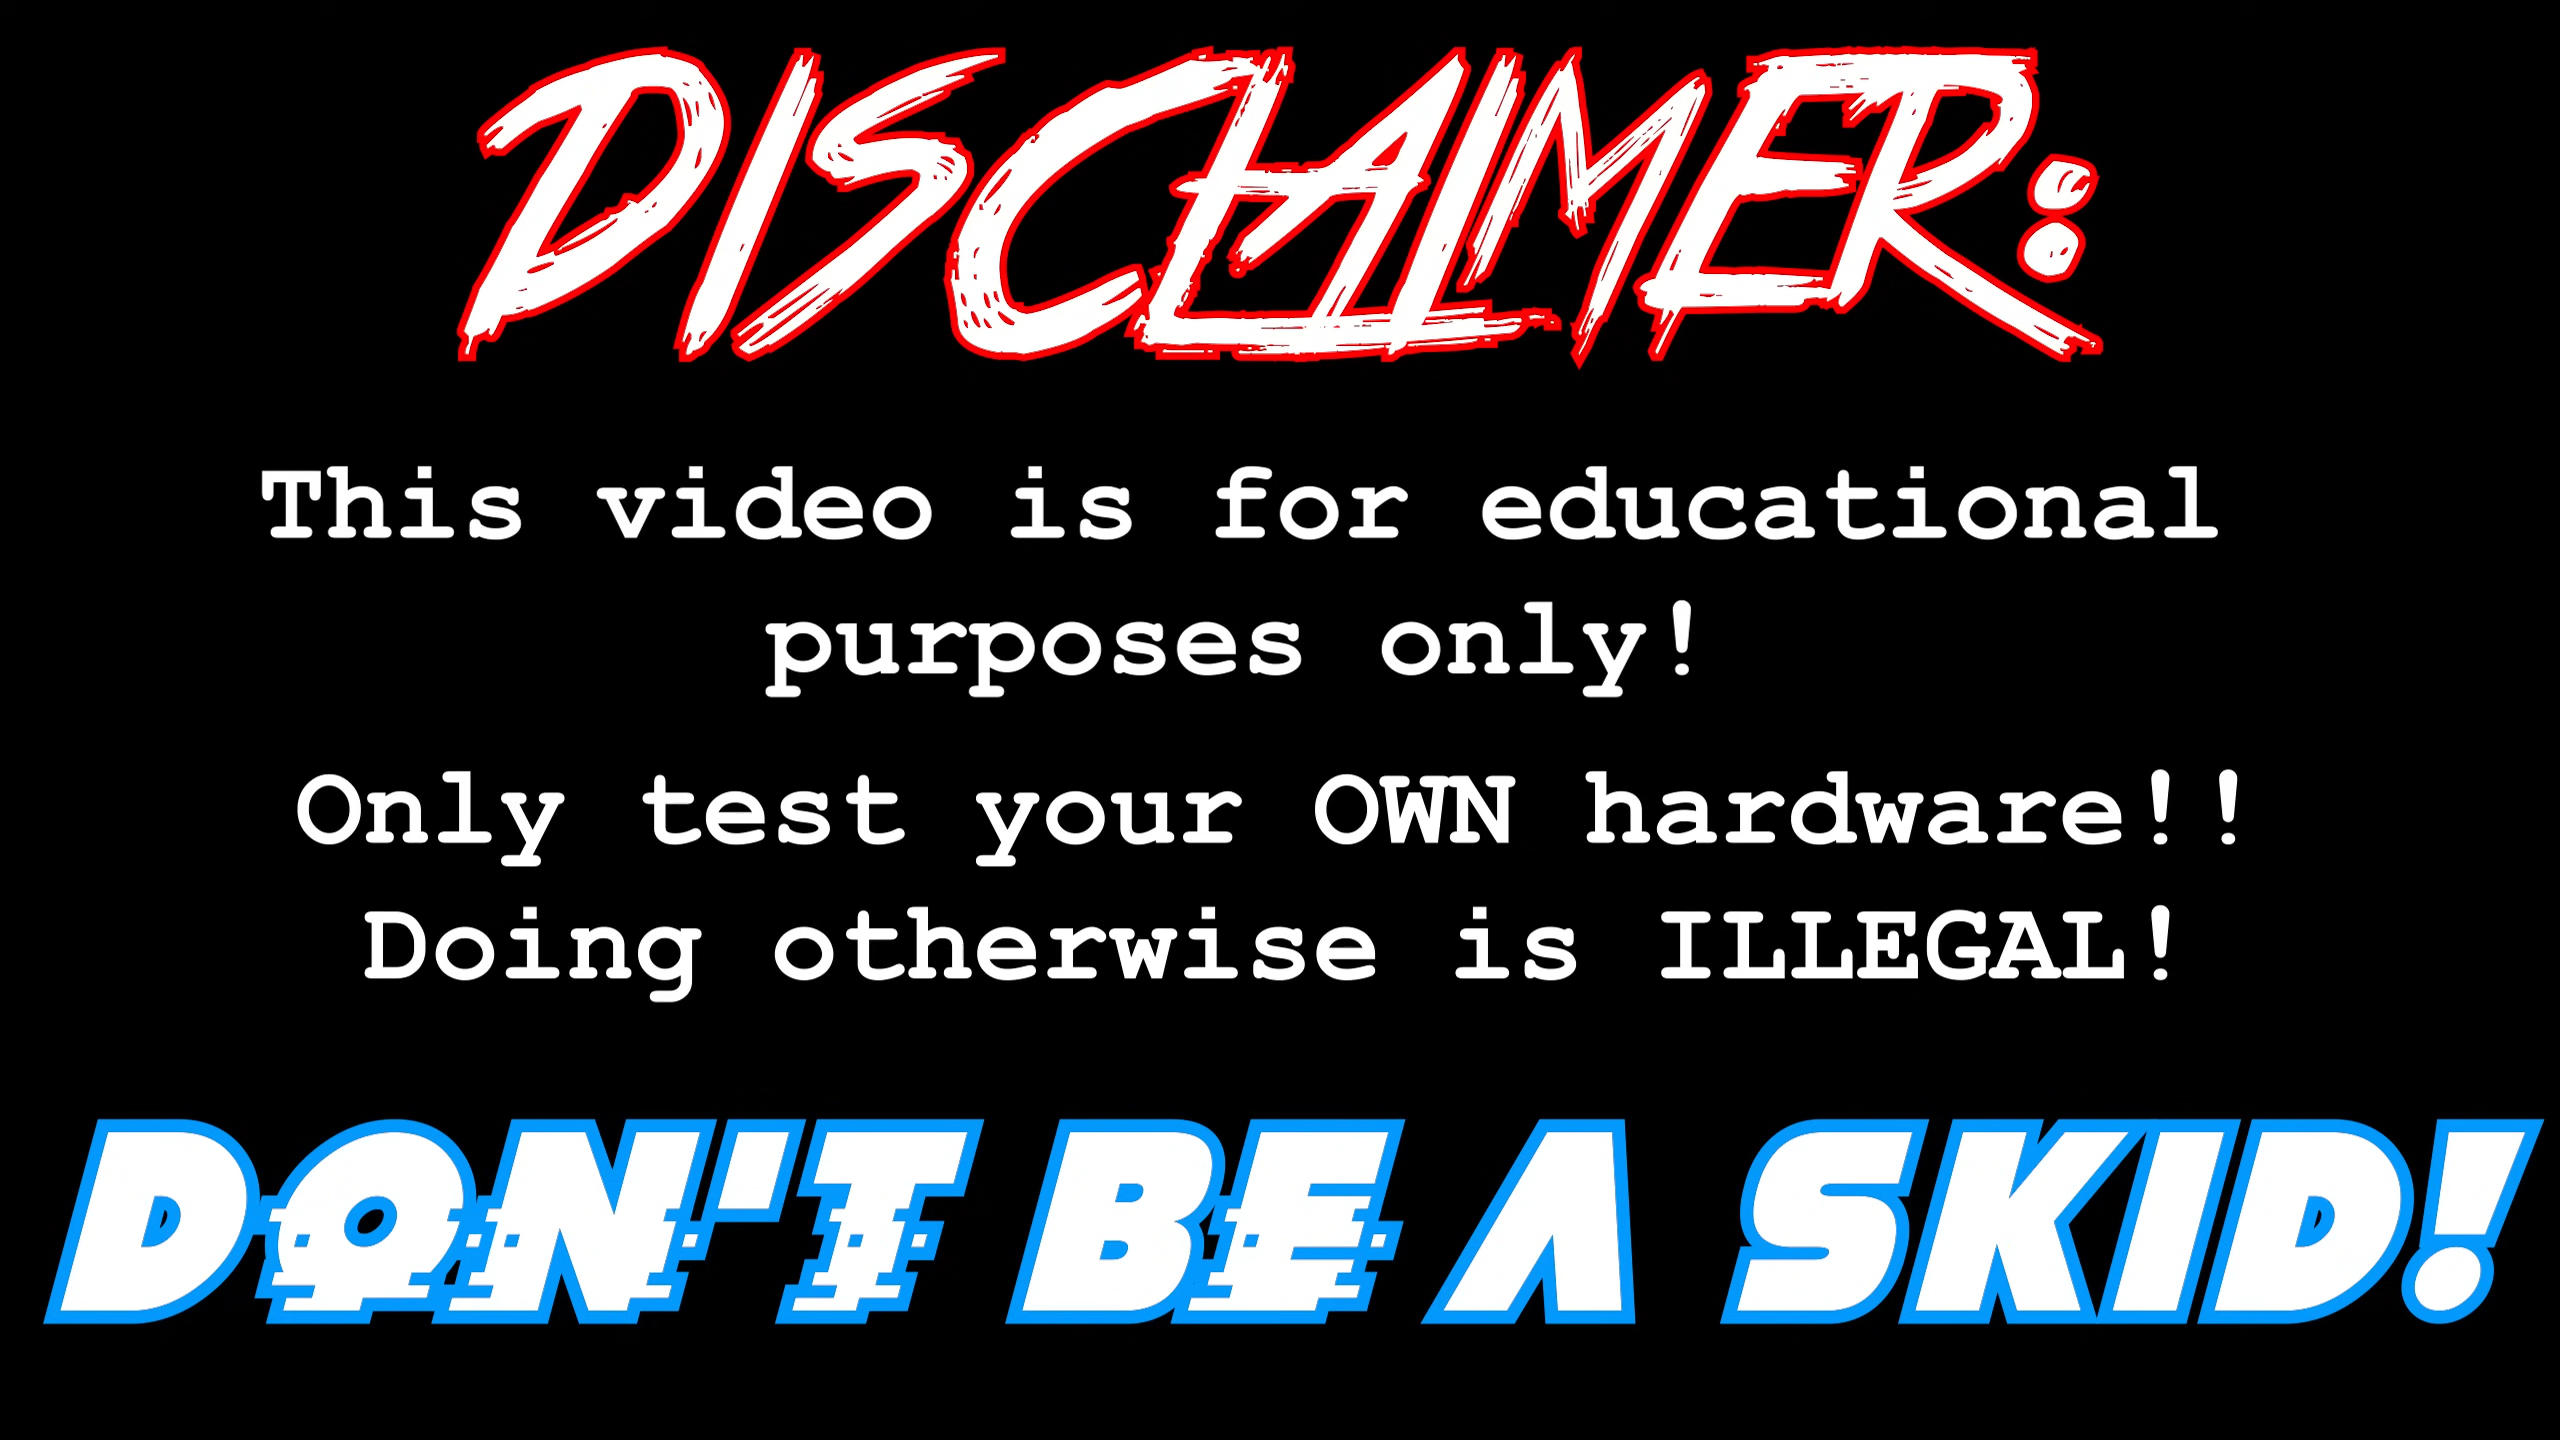 DISCLAIMER:
This video is for educational
purposes only!
Only test your OWN hardware!!
Doing otherwise is ILLEGAL!
DON'T BE A SKID!